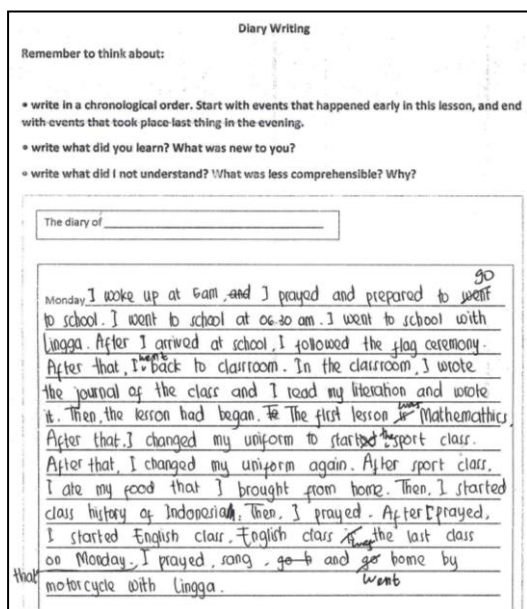 Diary Writing
Remember to think about:
• write in a chronological order. Start with events that happened early in this lesson, and end
with events that took place last thing in the evening.
• write what did you learn? What was new to you?
• write what did I not understand? What was less comprehensible? Why?
The diary of
go
Monday I woke up at 5am, and I prayed and prepared to went
to school. I went to school at 06.30 am. I went to school with
Lingga. After I arrived at school, I followed the flag ceremony.
After that, I went back to classroom. In the classroom, I wrote
the journal of the class and I read my literation and wrote
it. Then, the lesson had began. The first lesson was Mathemathics.
After that. I changed my uniform to started the sport class.
After that, I changed my uniform again. After sport class,
I ate my food that I brought from home. Then, I started
class history of Indonesia. Then, I prayed. After I prayed,
I started English class. English class was the last class
on Monday. I prayed, sang, go and go home by
that motorcycle with Lingga. went